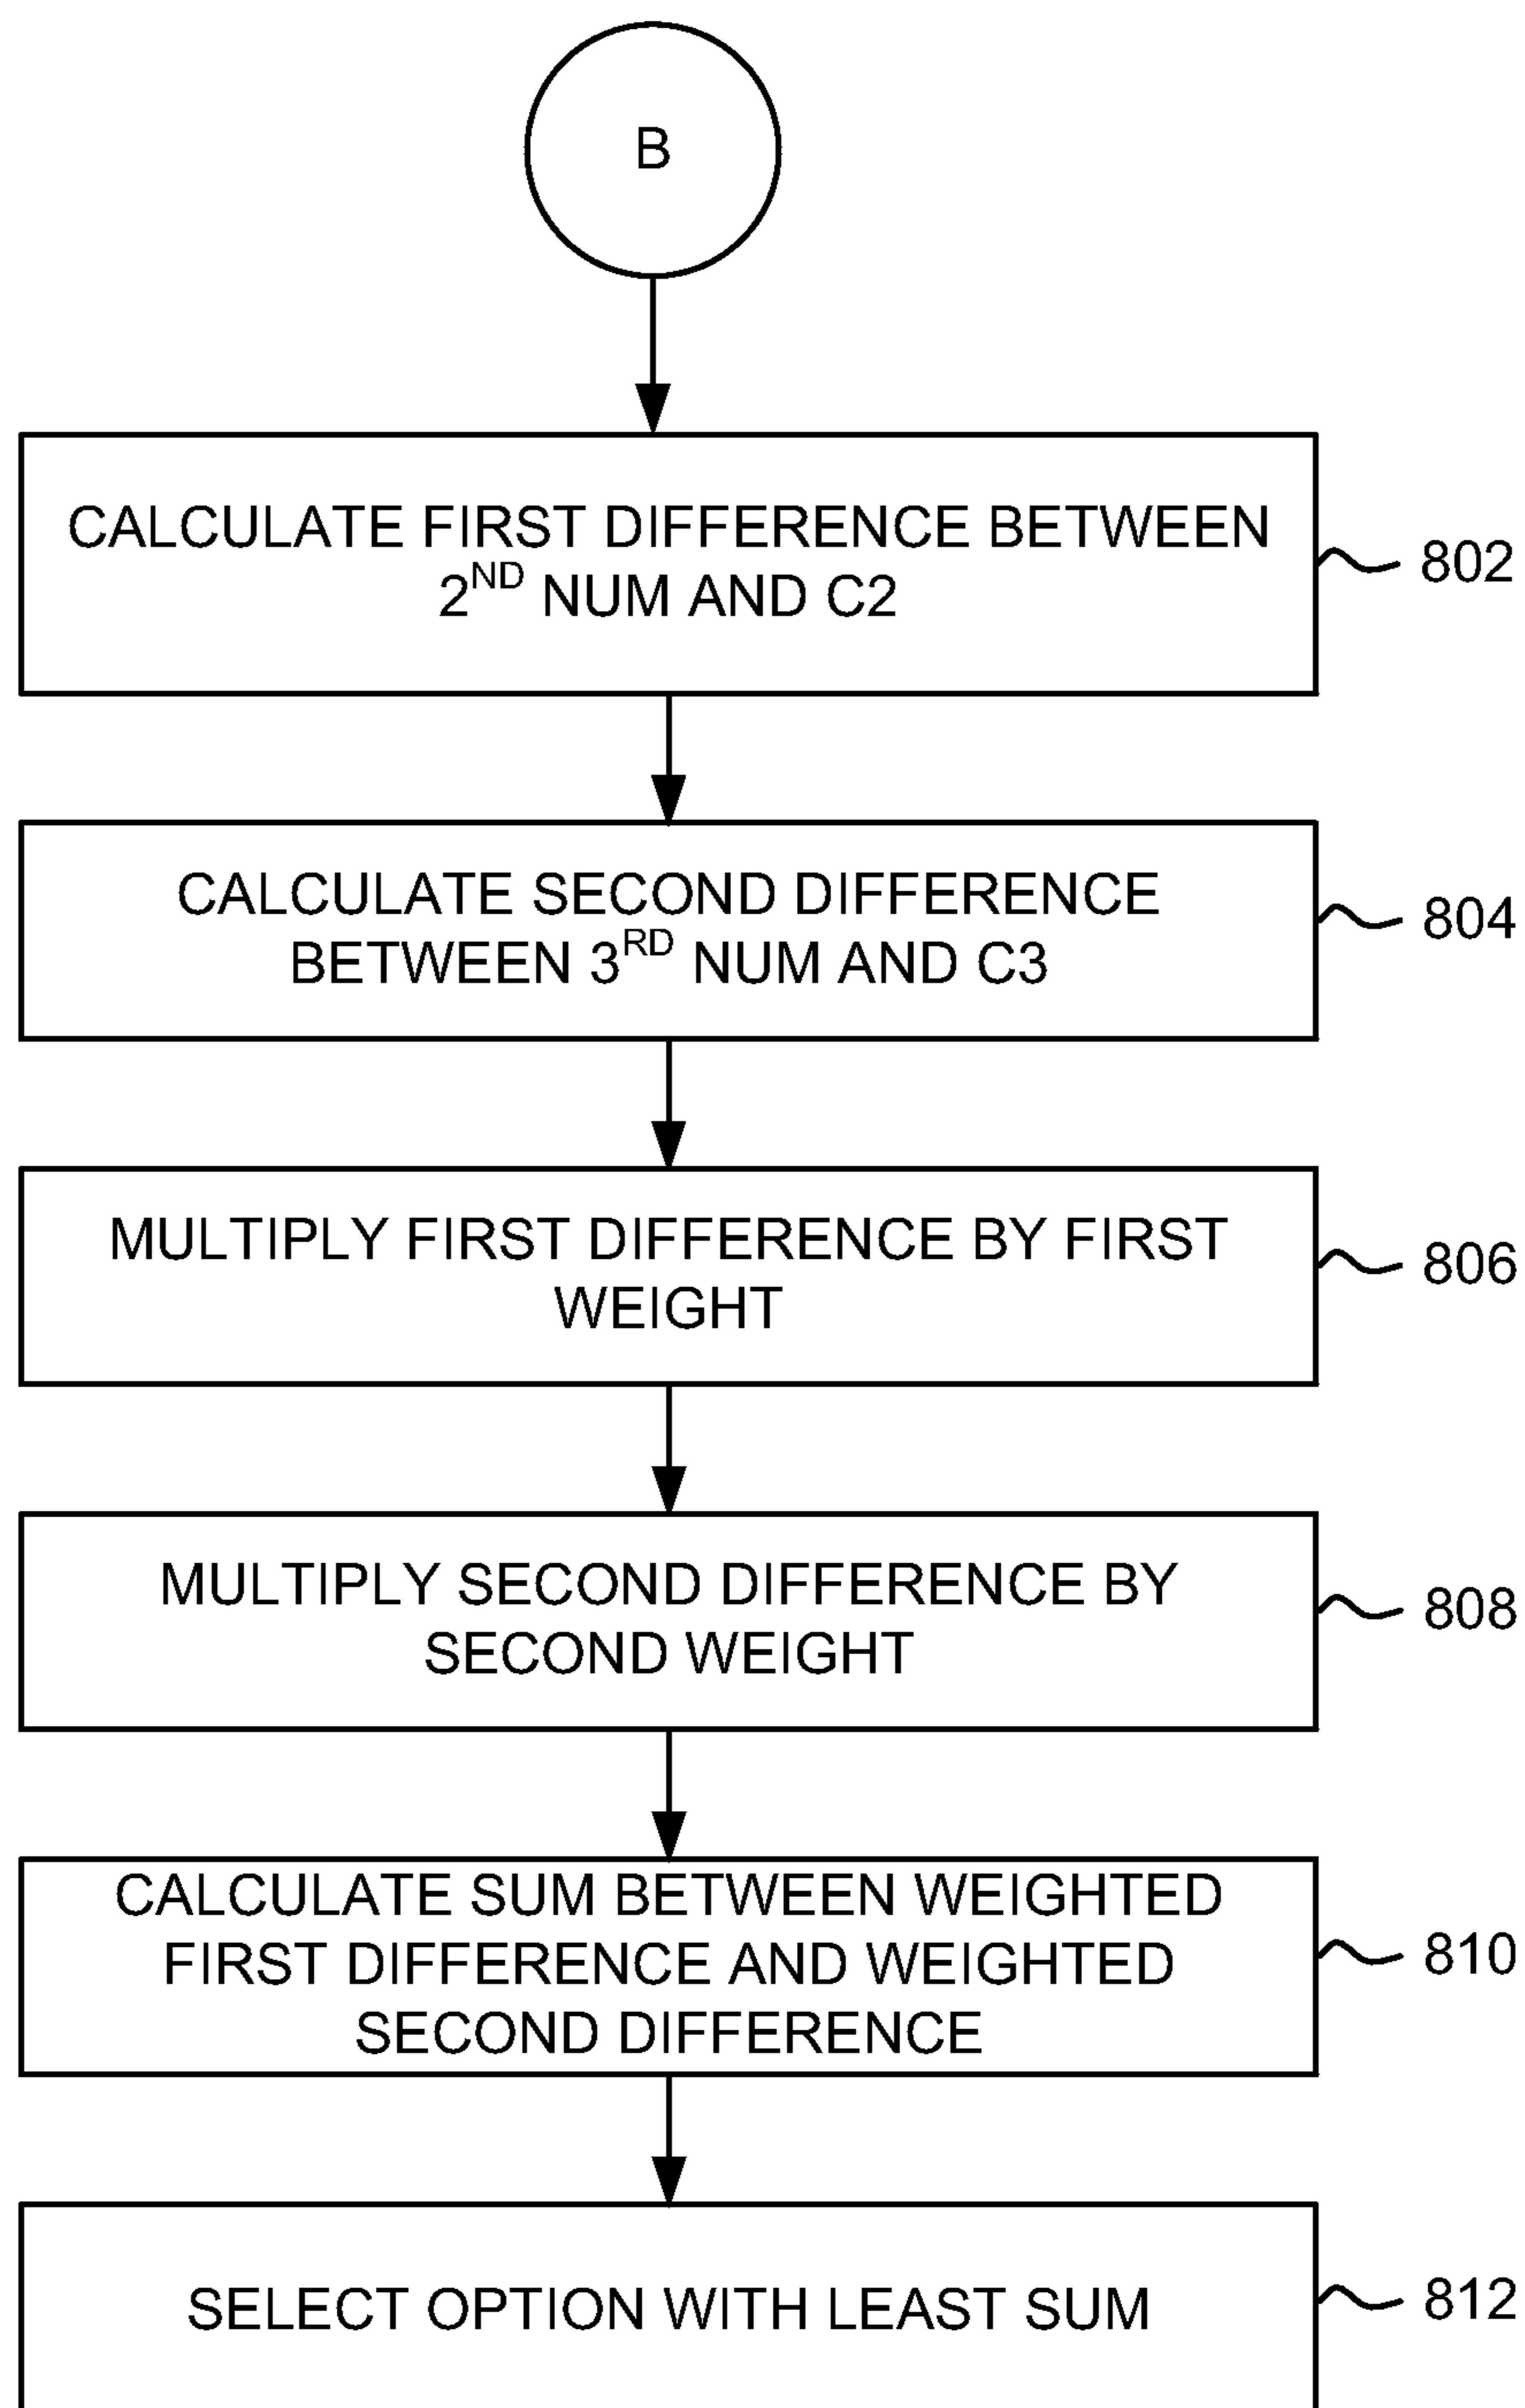 B
CALCULATE FIRST DIFFERENCE BETWEEN
2ND NUM AND C2
802
CALCULATE SECOND DIFFERENCE
BETWEEN 3RD NUM AND C3
804
MULTIPLY FIRST DIFFERENCE BY FIRST
WEIGHT
806
MULTIPLY SECOND DIFFERENCE BY
SECOND WEIGHT
808
CALCULATE SUM BETWEEN WEIGHTED
FIRST DIFFERENCE AND WEIGHTED
SECOND DIFFERENCE
810
SELECT OPTION WITH LEAST SUM
812